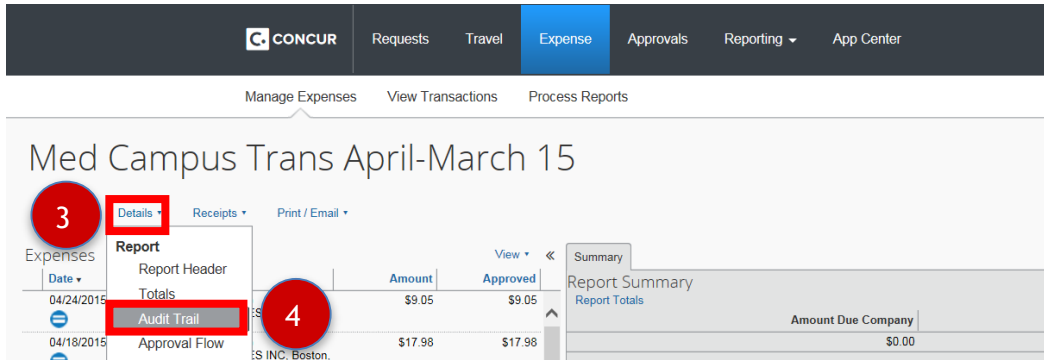 C. CONCUR Requests Travel Expense Approvals Reporting App Center
Manage Expenses View Transactions Process Reports
Med Campus Trans April-March 15
3 Details Receipts Print / Email
Report
Expenses View « Summary
Report Header
Date Amount Approved Report Summary
Totals
04/24/2015 $9.05 $9.05 Report Totals
Audit Trail 4 Amount Due Company
04/18/2015 Approval Flow $17.98 $17.98 $0.00
ES INC, Boston,